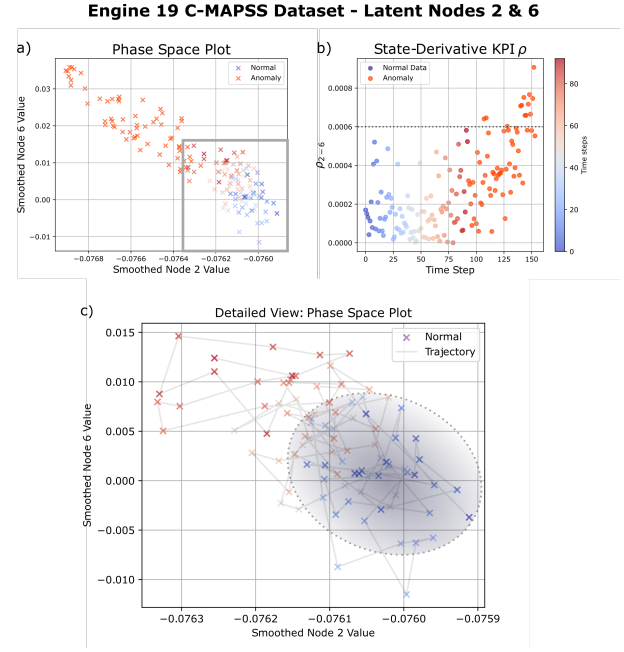 Engine 19 C-MAPSS Dataset - Latent Nodes 2 & 6
a)
Phase Space Plot
Normal
Anomaly
0.03
0.02
0.01
0.00
−0.01
−0.0768
−0.0766
−0.0764
−0.0762
−0.0760
Smoothed Node 6 Value
Smoothed Node 2 Value
b)
State-Derivative KPI ρ
Normal Data
Anomaly
0.0008
0.0006
0.0004
0.0002
0.0000
ρ2−6
0
25
50
75
100
125
150
Time Step
80
60
40
20
0
Time steps
c)
Detailed View: Phase Space Plot
Normal
Trajectory
0.015
0.010
0.005
0.000
−0.005
−0.010
Smoothed Node 6 Value
−0.0763
−0.0762
−0.0761
−0.0760
−0.0759
Smoothed Node 2 Value